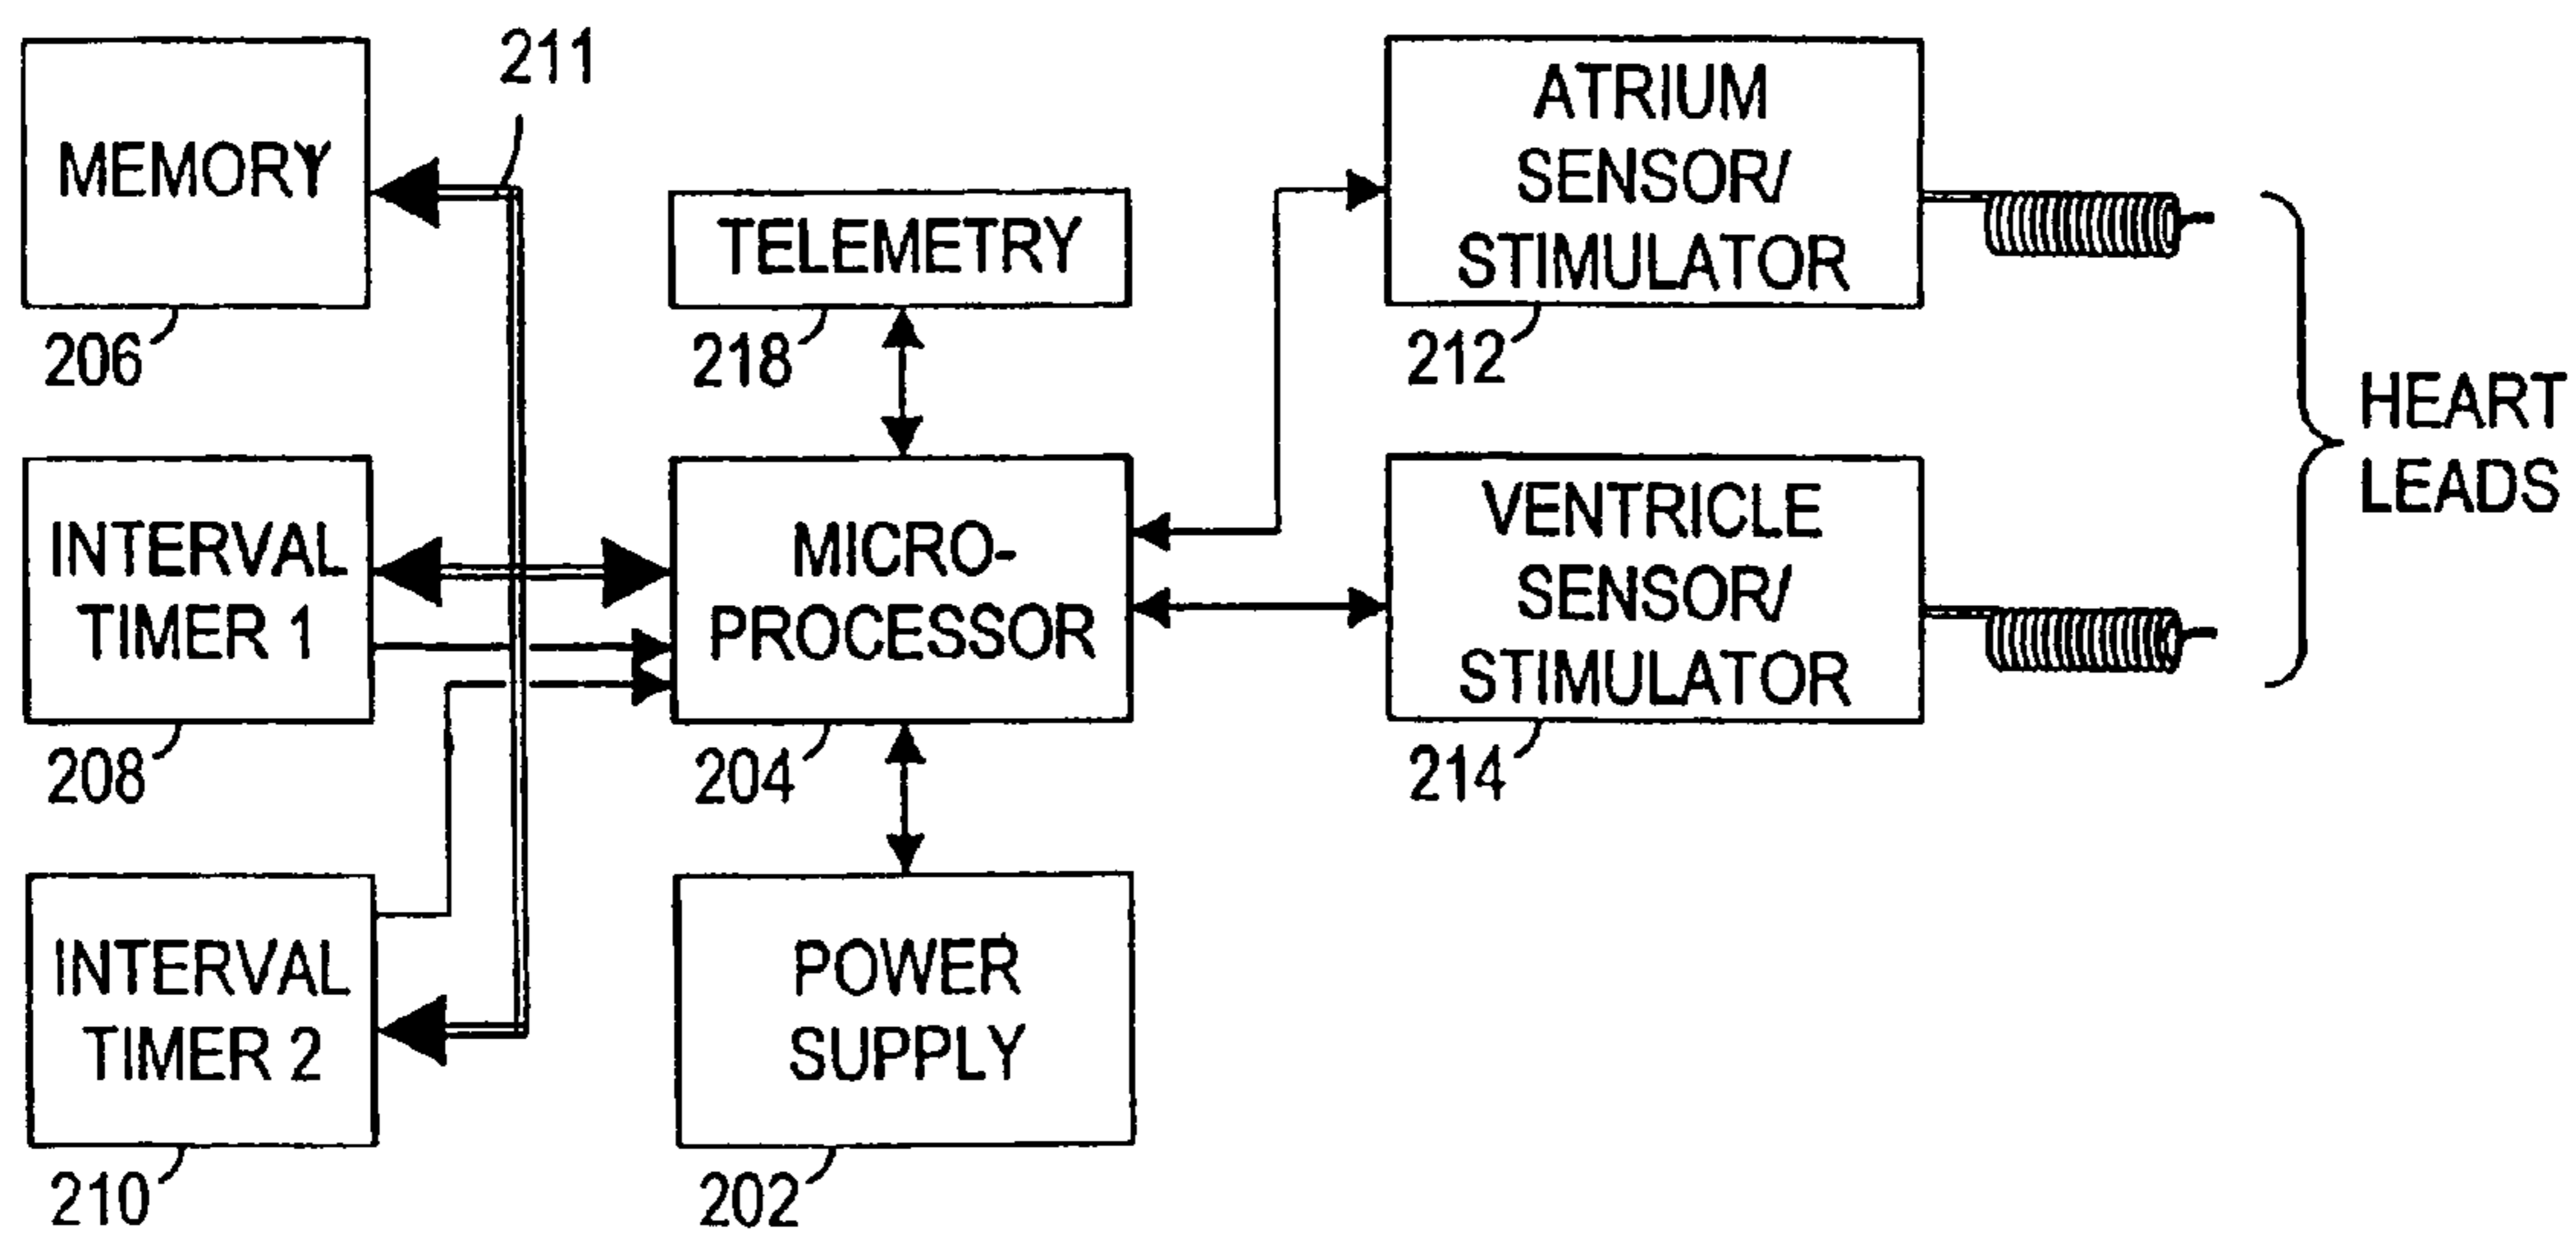 211
MEMORY
206
TELEMETRY
218
ATRIUM
SENSOR/
STIMULATOR
212
INTERVAL
TIMER 1
208
MICRO-
PROCESSOR
204
VENTRICLE
SENSOR/
STIMULATOR
214
HEART
LEADS
INTERVAL
TIMER 2
210
POWER
SUPPLY
202